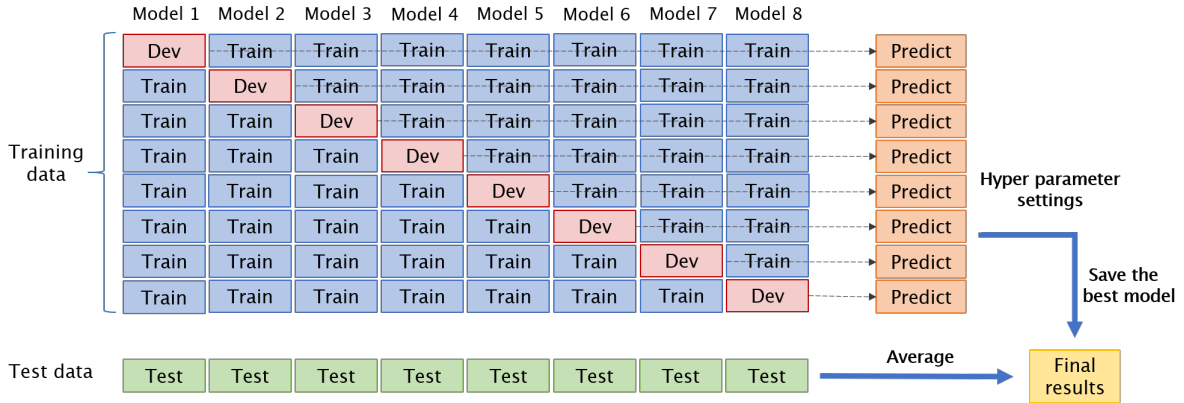 Model 1 Model 2 Model 3 Model 4 Model 5 Model 6 Model 7 Model 8
Dev Train Train Train Train Train Train Train Predict
Train Dev Train Train Train Train Train Train Predict
Train Train Dev Train Train Train Train Train Predict
Training
data
Train Train Train Dev Train Train Train Train Predict
Train Train Train Train Dev Train Train Train Predict
Hyper parameter
settings
Train Train Train Train Train Dev Train Train Predict
Train Train Train Train Train Train Dev Train Predict
Train Train Train Train Train Train Train Dev Predict
Save the
best model
Test data
Test Test Test Test Test Test Test Test
Average
Final
results